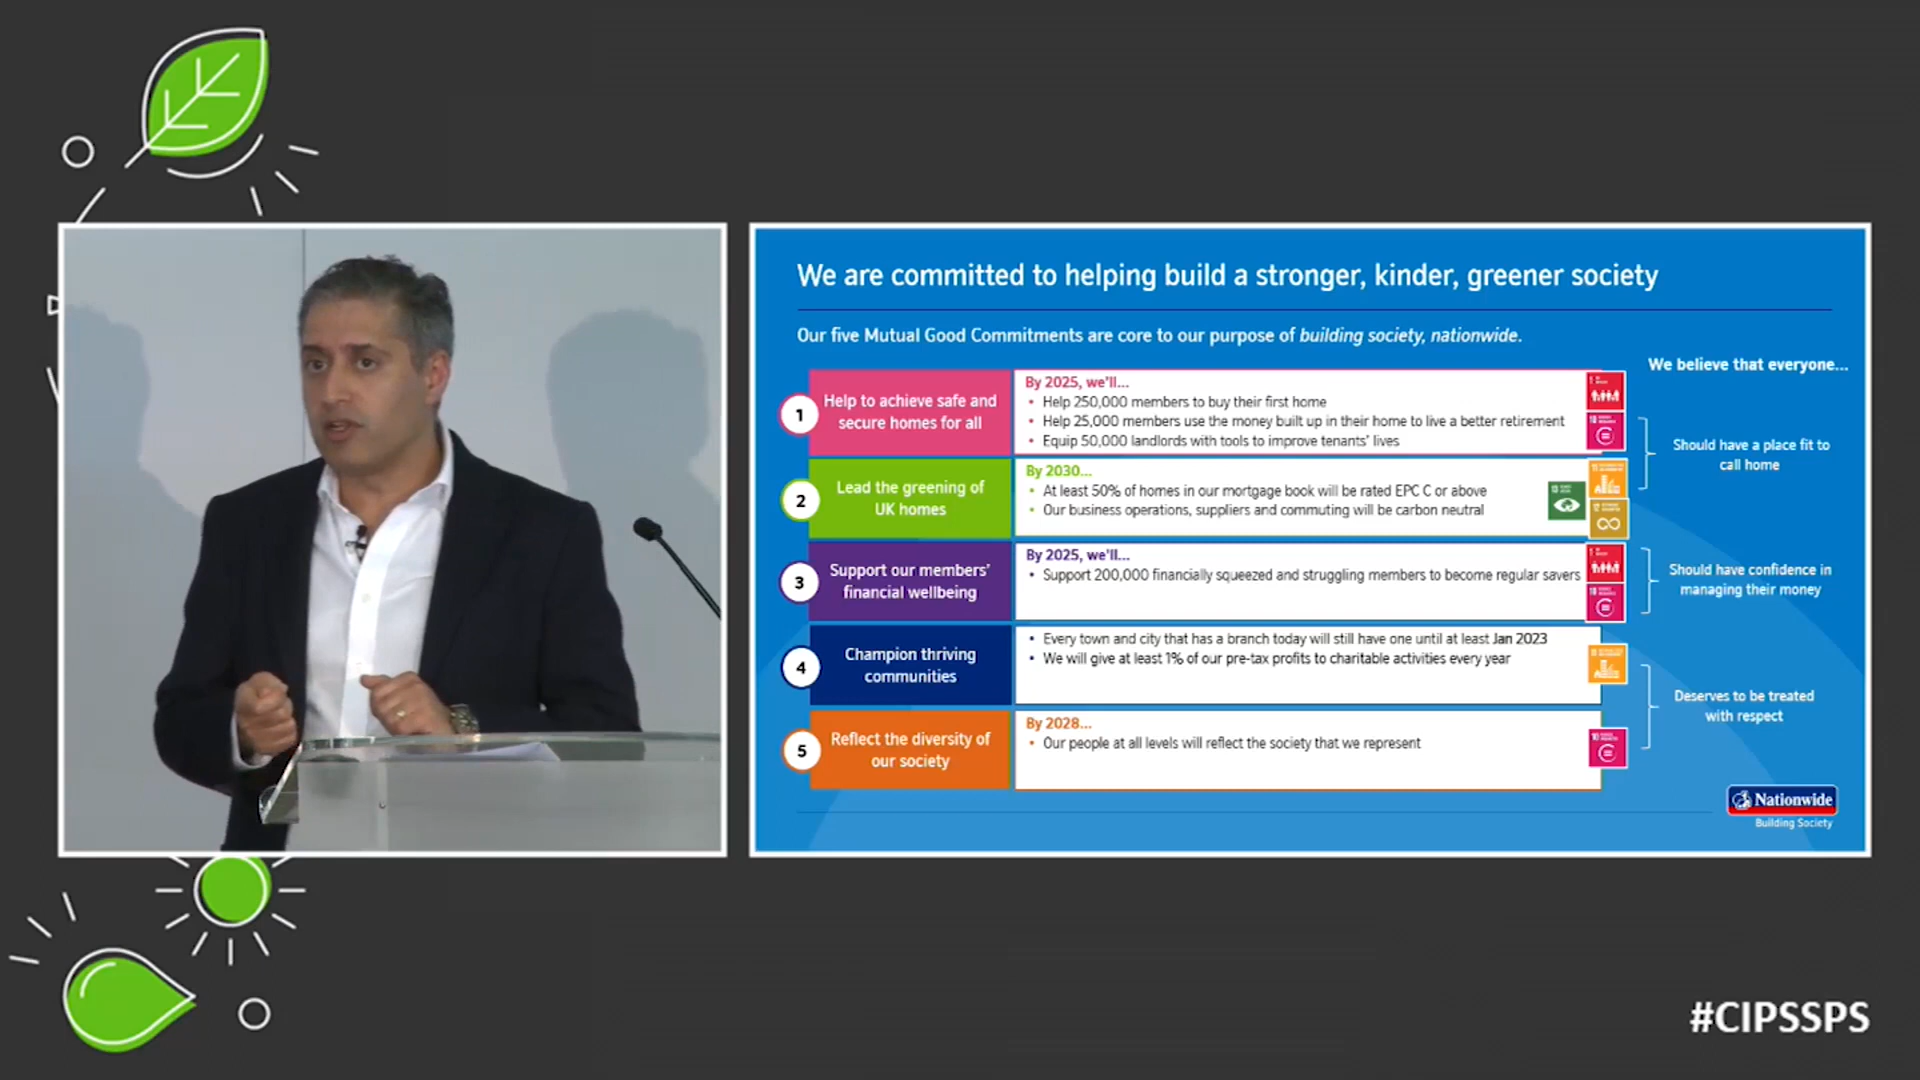 We are committed to helping build a stronger, kinder, greener society
Our five Mutual Good Commitments are core to our purpose of building society, nationwide.
We believe that everyone...
1
Help to achieve safe and
secure homes for all
By 2025, we'll...
• Help 250,000 members to buy their first home
• Help 25,000 members use the money built up in their home to live a better retirement
• Equip 50,000 landlords with tools to improve tenants' lives
Should have a place fit to
call home
2
Lead the greening of
UK homes
By 2030...
• At least 50% of homes in our mortgage book will be rated EPC C or above
• Our business operations, suppliers and commuting will be carbon neutral
3
Support our members'
financial wellbeing
By 2025, we'll...
• Support 200,000 financially squeezed and struggling members to become regular savers
Should have confidence in
managing their money
4
Champion thriving
communities
• Every town and city that has a branch today will still have one until at least Jan 2023
• We will give at least 1% of our pre-tax profits to charitable activities every year
Deserves to be treated
with respect
5
Reflect the diversity of
our society
By 2028...
• Our people at all levels will reflect the society that we represent
Nationwide
Building Society
#CIPSSPS